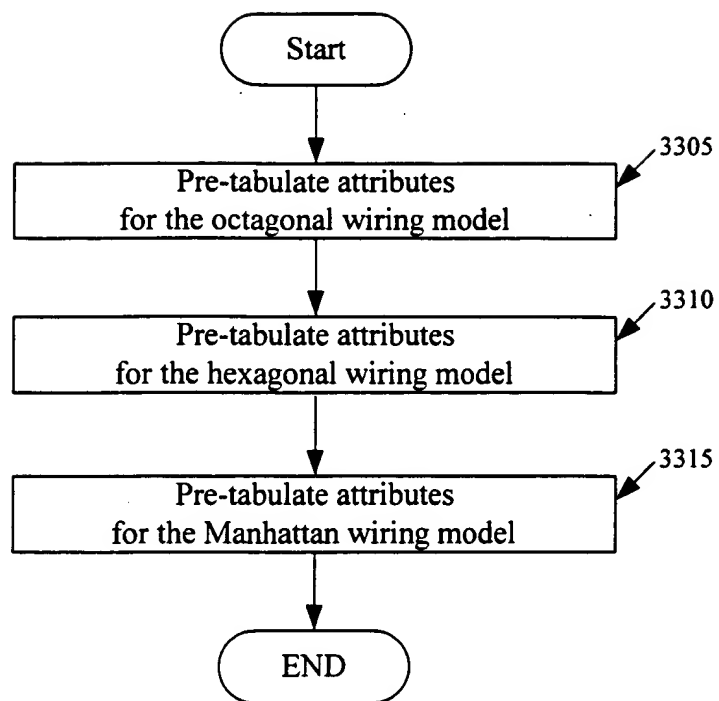 Start
3305
Pre-tabulate attributes
for the octagonal wiring model
3310
Pre-tabulate attributes
for the hexagonal wiring model
3315
Pre-tabulate attributes
for the Manhattan wiring model
END